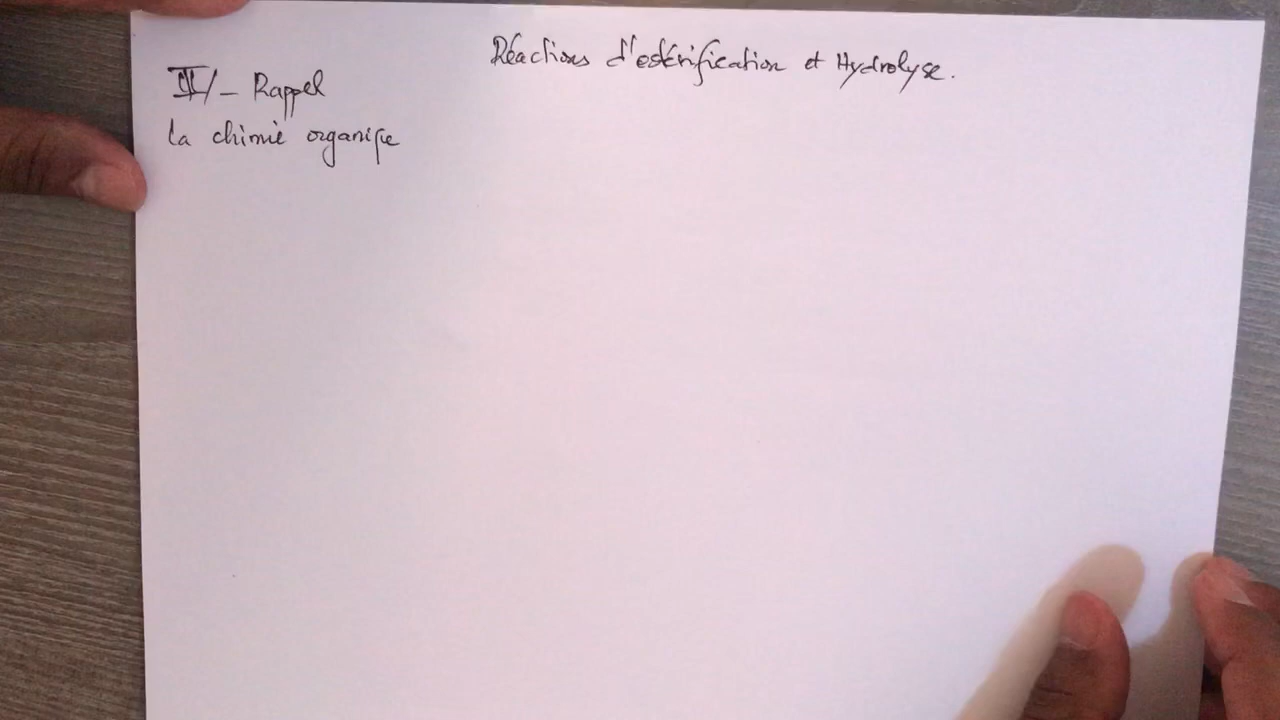 Réactions d'estérification et Hydrolyse.
II/- Rappel
La chimie organique